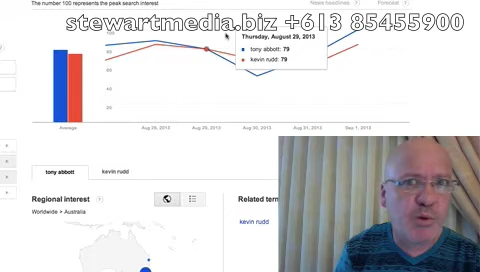 The number 100 represents the peak search interest
News headlines
Forecast
stewartmedia.biz +613 85455900
100
80
60
40
20
Thursday, August 29, 2013
tony abbott: 79
kevin rudd: 79
Average
Aug 28, 2013
Aug 29, 2013
Aug 30, 2013
Aug 31, 2013
Sep 1, 2013
tony abbott
kevin rudd
Regional interest
Related term
Worldwide > Australia
kevin rudd